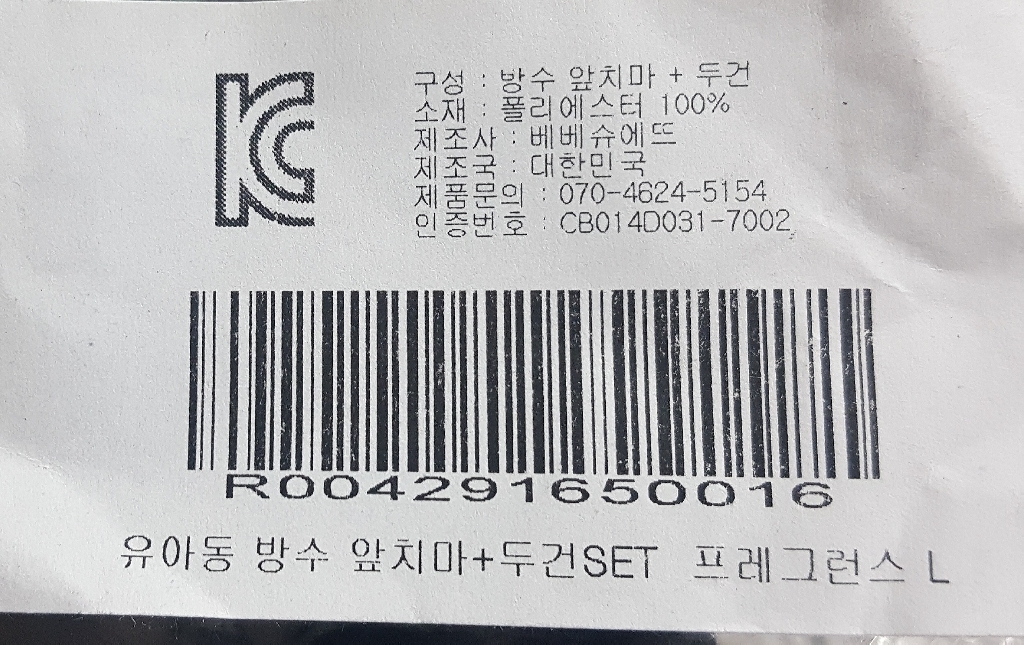 KC
구성 : 방수 앞치마 + 두건
소재 : 폴리에스터 100%
제조사 : 베베슈에뜨
제조국 : 대한민국
제품문의 : 070-4624-5154
인증번호 : CB014D031-7002
R004291650016
유아동 방수 앞치마+두건SET 프레그런스 L